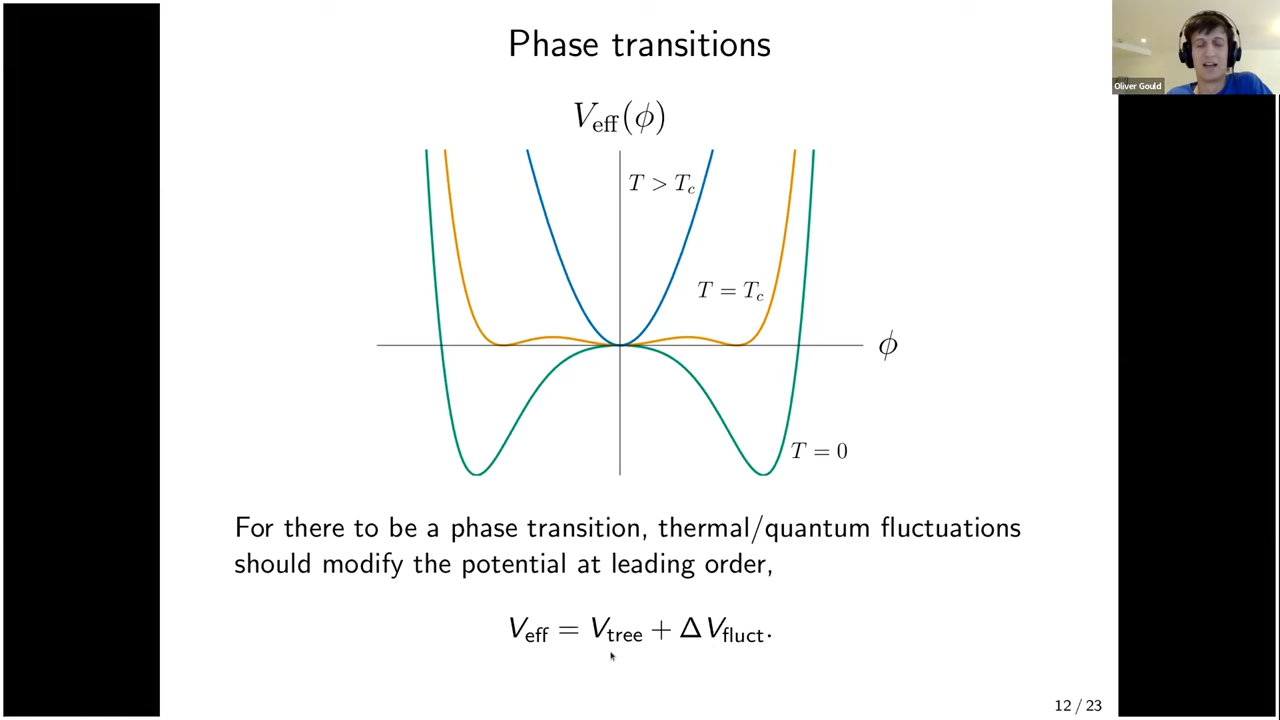 Phase transitions
Oliver Gould
V_eff(ϕ)
T > T_c
T = T_c
ϕ
T = 0
For there to be a phase transition, thermal/quantum fluctuations
should modify the potential at leading order,
V_eff = V_tree + Δ V_fluct.
12 / 23